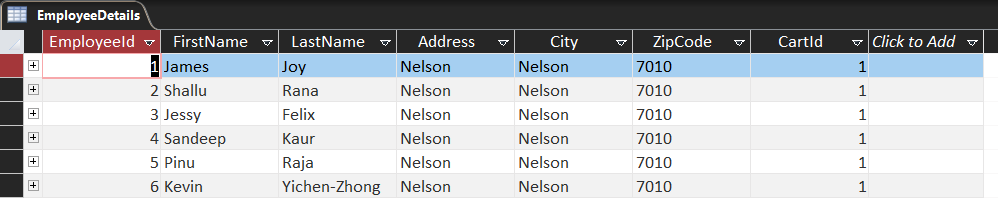 EmployeeDetails
EmployeeId FirstName LastName Address City ZipCode CartId Click to Add
1 James Joy Nelson Nelson 7010 1
2 Shallu Rana Nelson Nelson 7010 1
3 Jessy Felix Nelson Nelson 7010 1
4 Sandeep Kaur Nelson Nelson 7010 1
5 Pinu Raja Nelson Nelson 7010 1
6 Kevin Yichen-Zhong Nelson Nelson 7010 1